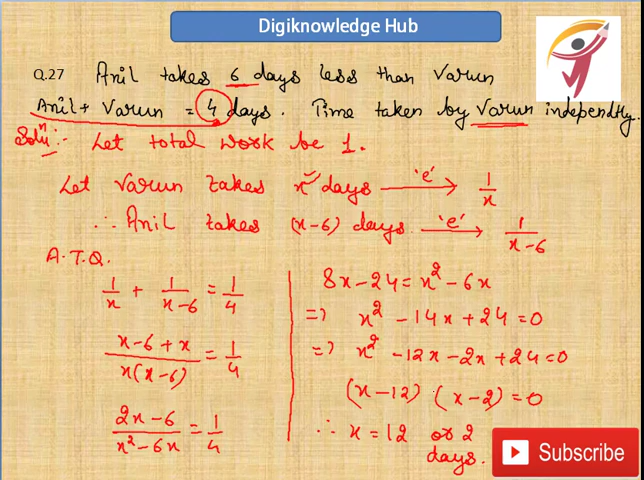 Digiknowledge Hub
Q.27 Anil takes 6 days less than Varun
Anil + Varun = 4 days. Time taken by Varun independly.
Soluⁿ :- Let total work be 1.
Let Varun takes x days 'e' → 1/x
∴ Anil takes (x-6) days 'e' → 1/(x-6)
A.T.Q.
1/x + 1/(x-6) = 1/4
(x-6+x)/(x(x-6)) = 1/4
(2x-6)/(x²-6x) = 1/4
8x-24 = x²-6x
=> x²-14x+24=0
=> x²-12x-2x+24=0
(x-12) (x-2)=0
∴ x=12 or 2
days.
Subscribe